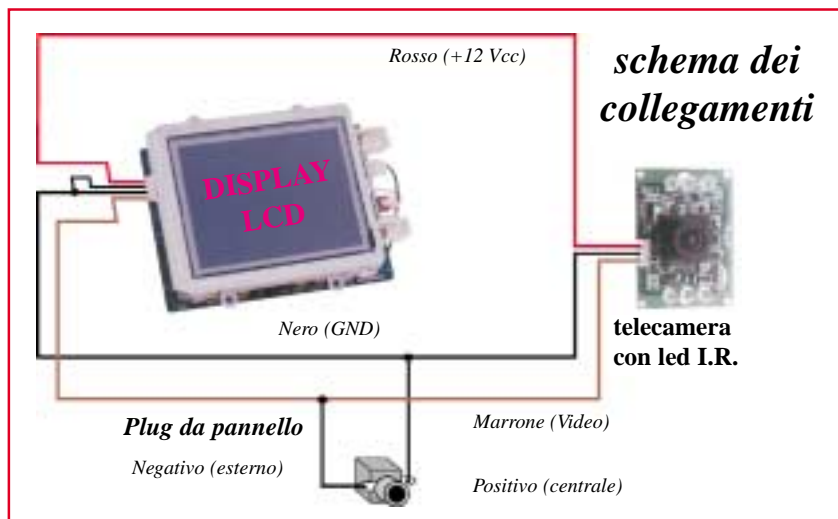 Rosso (+12 Vcc)
schema dei
collegamenti
DISPLAY
LCD
Nero (GND)
telecamera
con led I.R.
Plug da pannello
Marrone (Video)
Negativo (esterno)
Positivo (centrale)